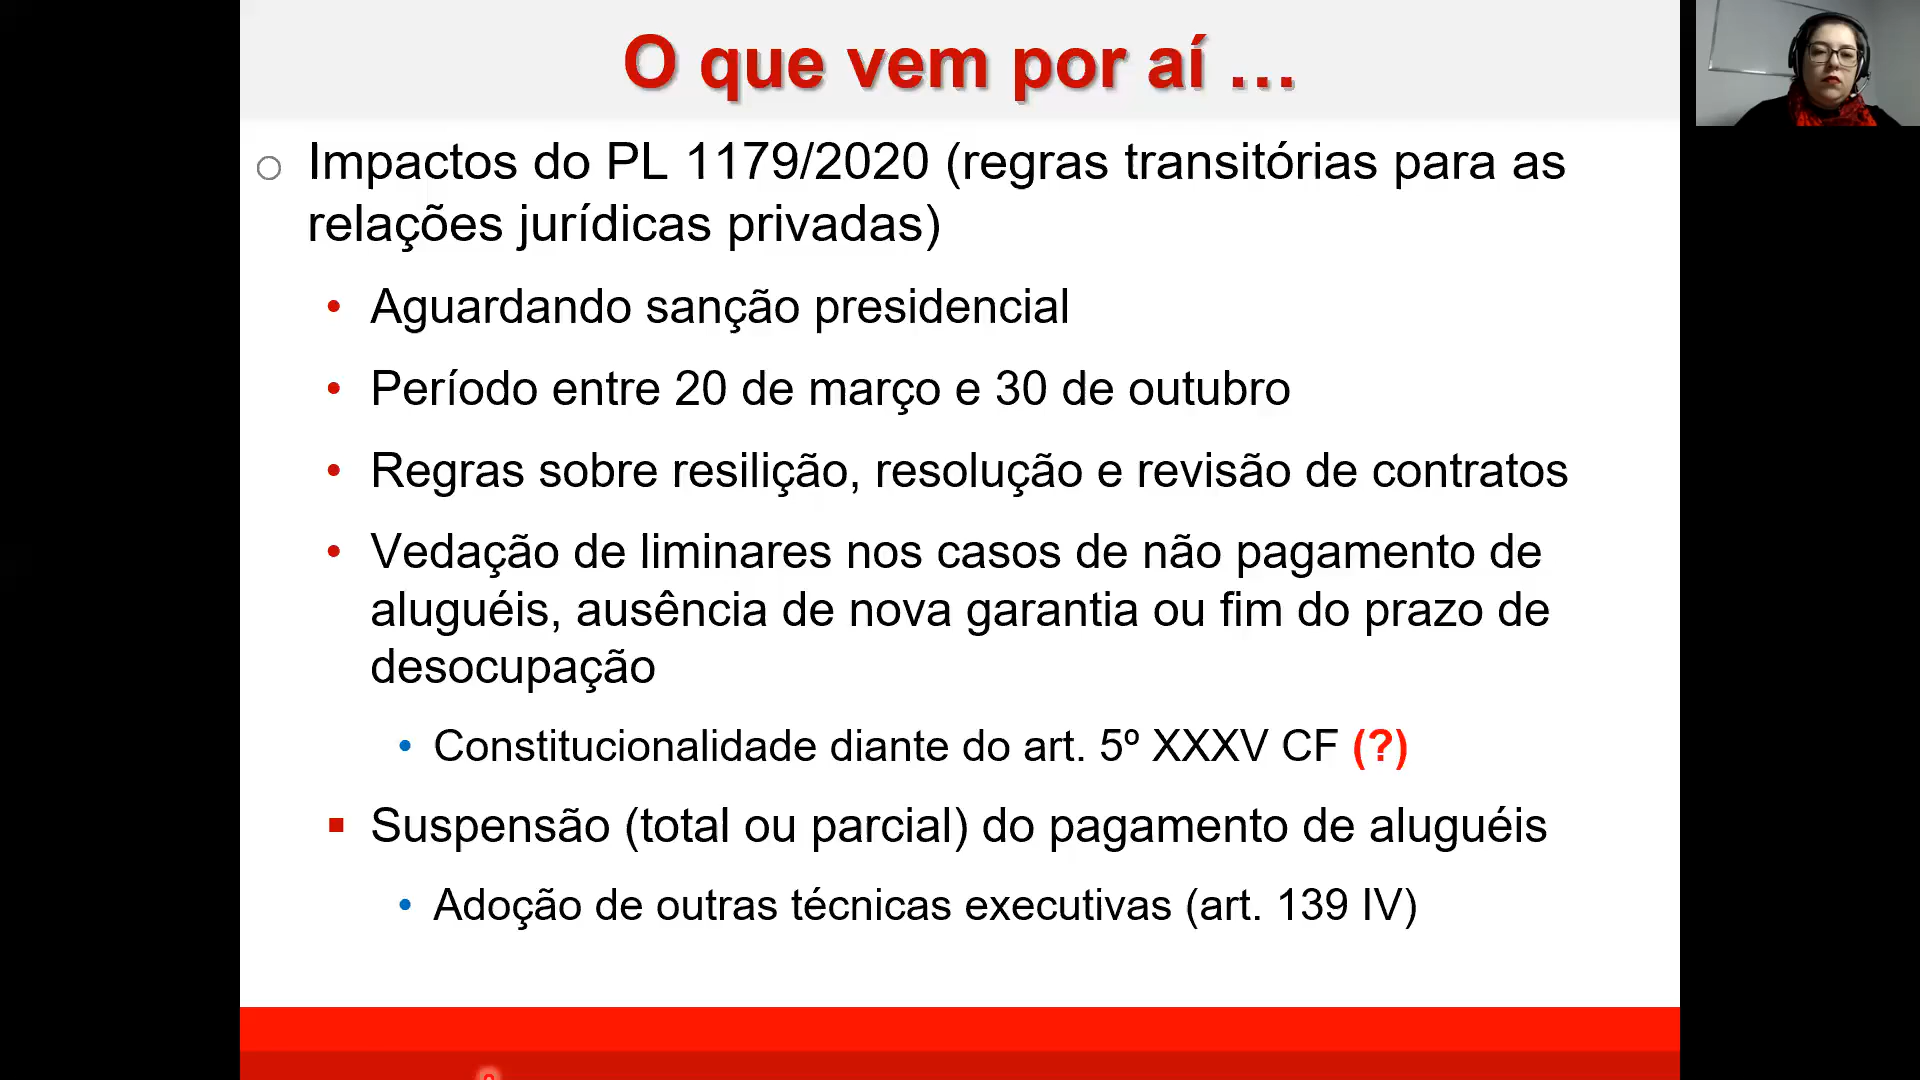 O que vem por aí ...
Impactos do PL 1179/2020 (regras transitórias para as
relações jurídicas privadas)
Aguardando sanção presidencial
Período entre 20 de março e 30 de outubro
Regras sobre resilição, resolução e revisão de contratos
Vedação de liminares nos casos de não pagamento de
aluguéis, ausência de nova garantia ou fim do prazo de
desocupação
Constitucionalidade diante do art. 5º XXXV CF (?)
Suspensão (total ou parcial) do pagamento de aluguéis
Adoção de outras técnicas executivas (art. 139 IV)